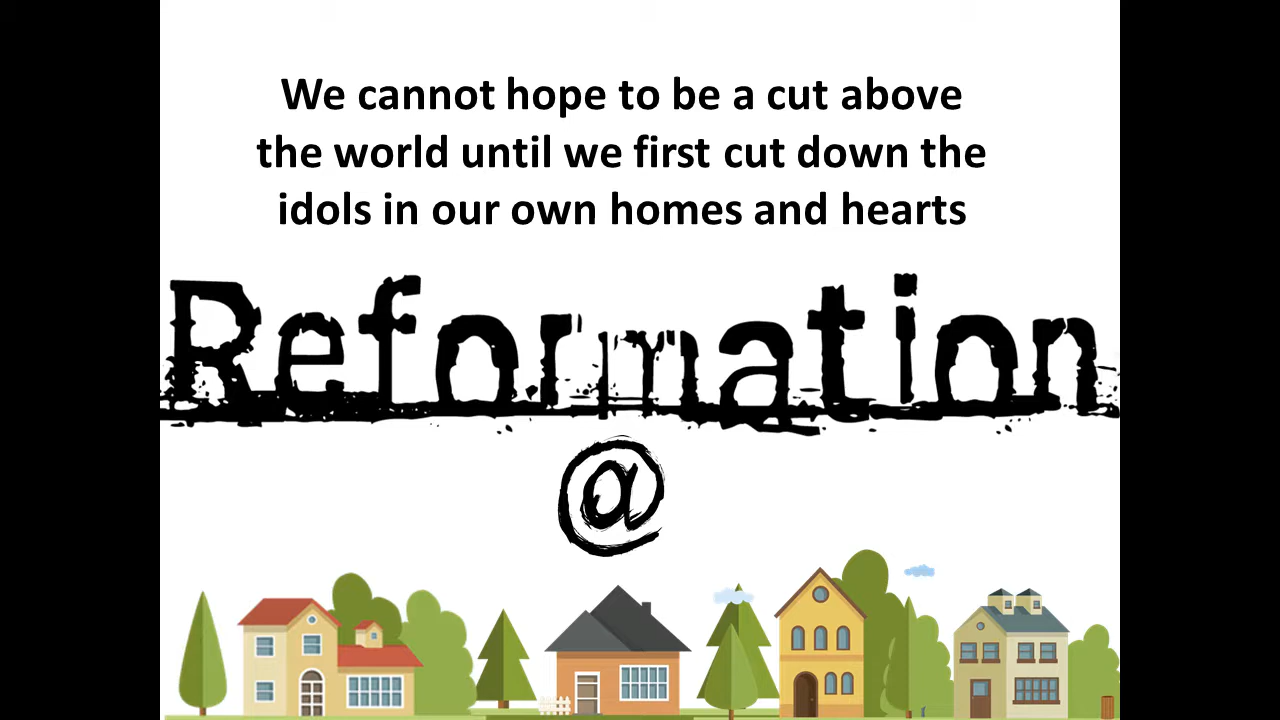 We cannot hope to be a cut above
the world until we first cut down the
idols in our own homes and hearts
Reformation
@